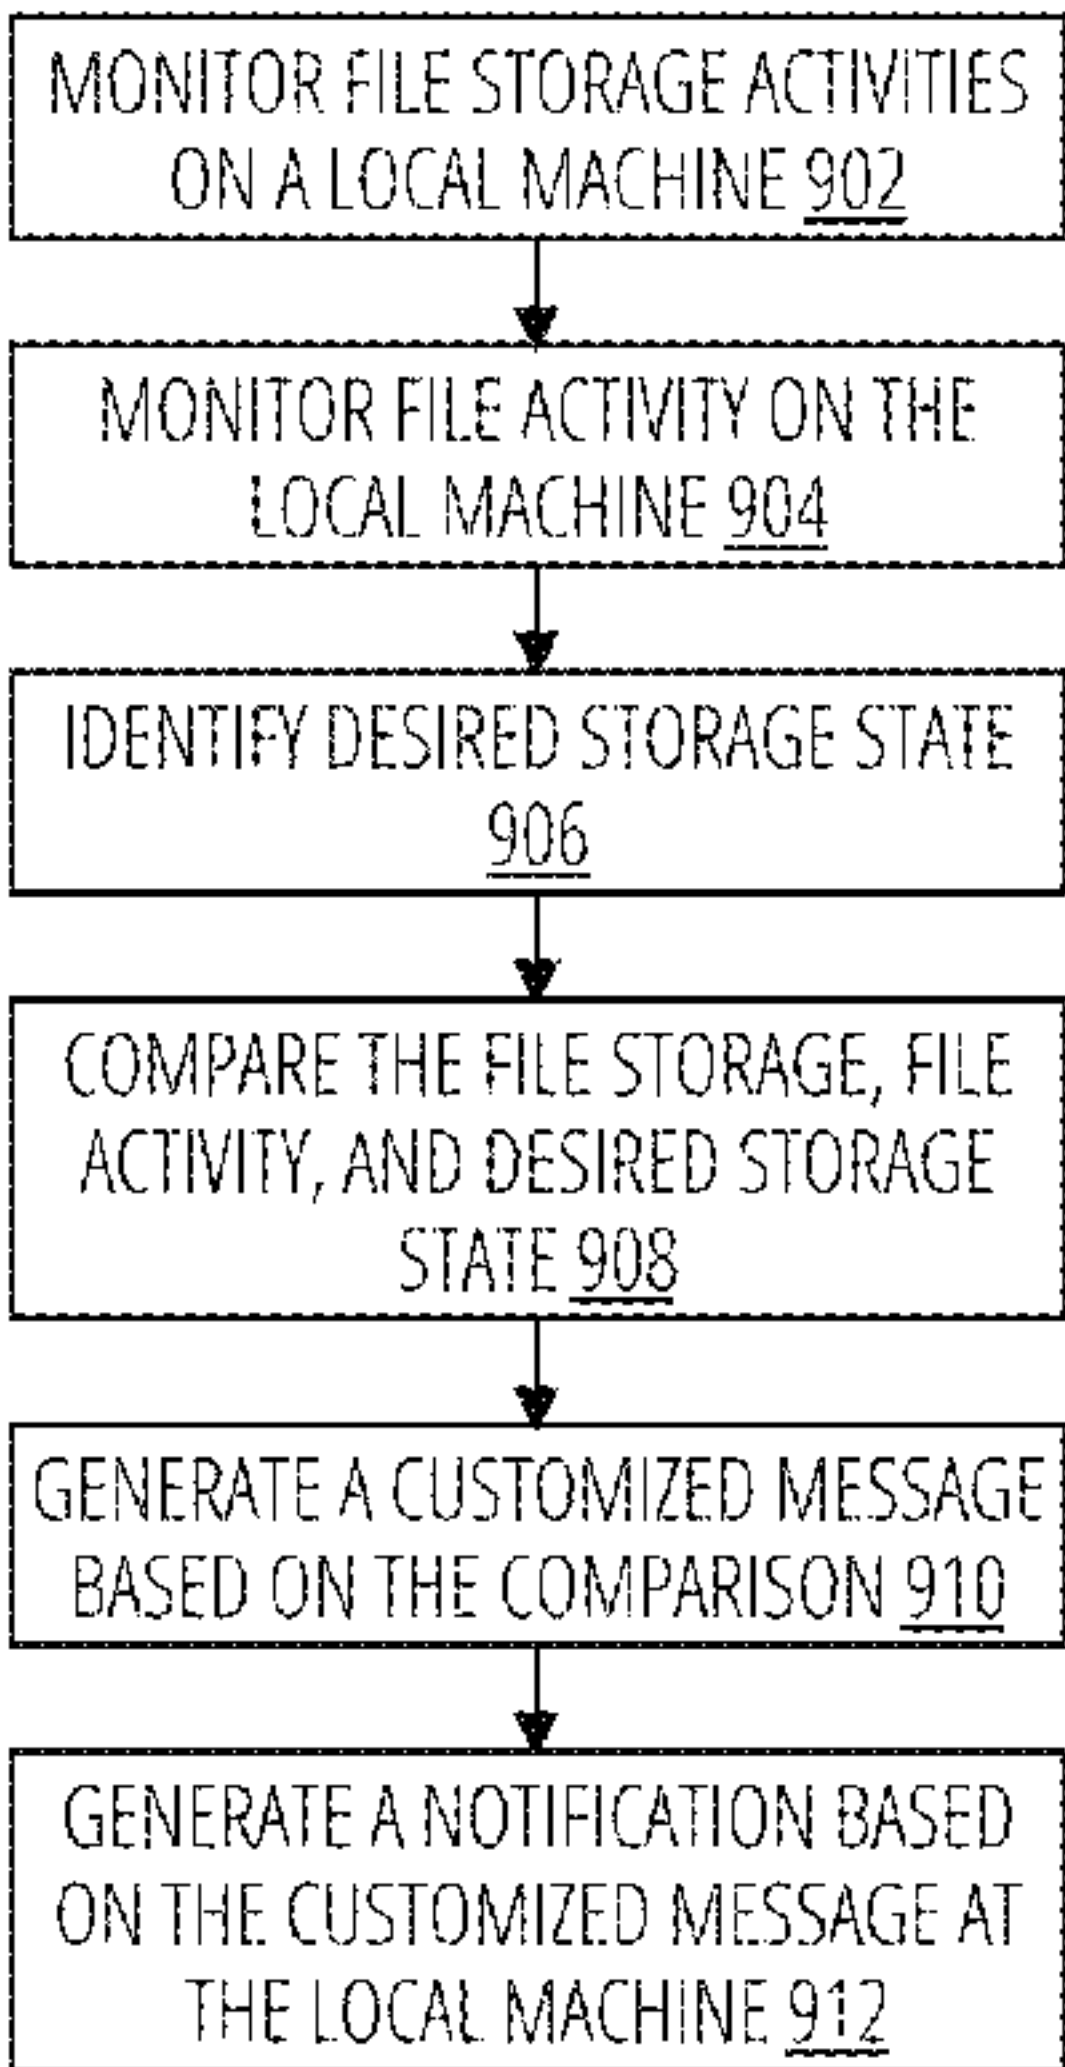 MONITOR FILE STORAGE ACTIVITIES
ON A LOCAL MACHINE 902
MONITOR FILE ACTIVITY ON THE
LOCAL MACHINE 904
IDENTIFY DESIRED STORAGE STATE
906
COMPARE THE FILE STORAGE, FILE
ACTIVITY, AND DESIRED STORAGE
STATE 908
GENERATE A CUSTOMIZED MESSAGE
BASED ON THE COMPARISON 910
GENERATE A NOTIFICATION BASED
ON THE CUSTOMIZED MESSAGE AT
THE LOCAL MACHINE 912